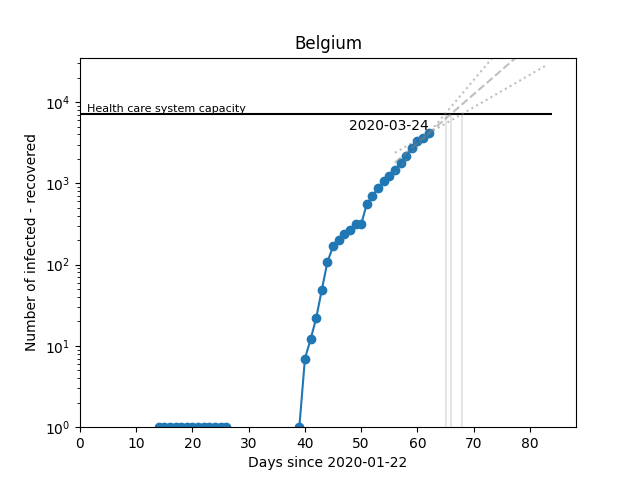 Belgium
Number of infected - recovered
10^4
10^3
10^2
10^1
10^0
Health care system capacity
2020-03-24
0 10 20 30 40 50 60 70 80
Days since 2020-01-22